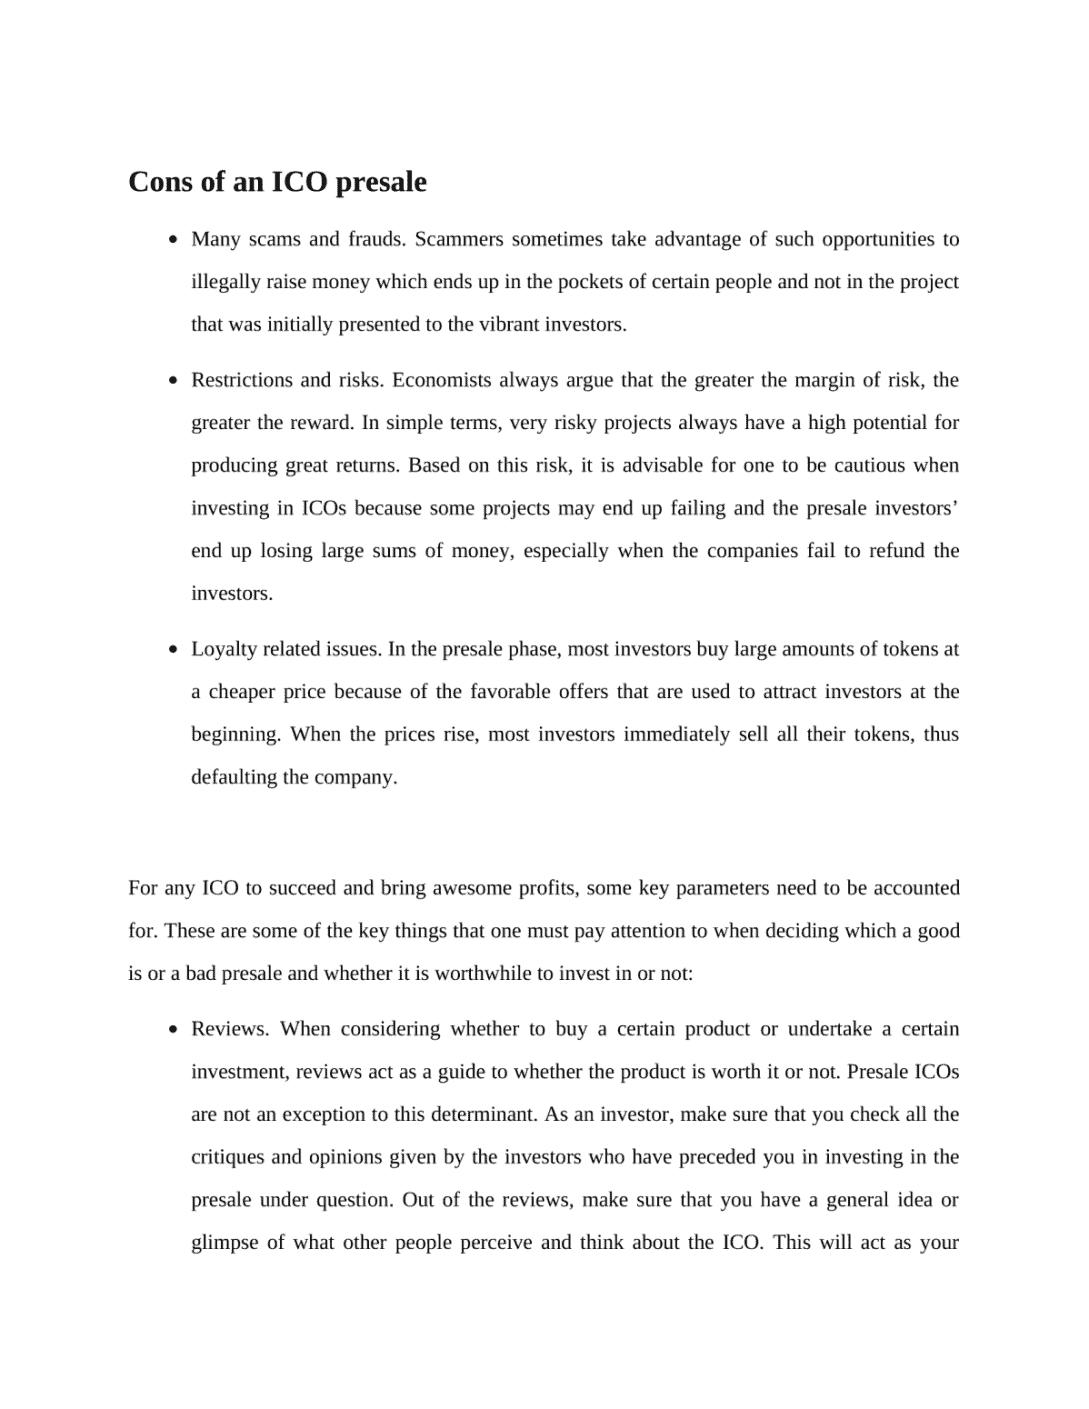 Cons of an ICO presale
• Many scams and frauds. Scammers sometimes take advantage of such opportunities to
illegally raise money which ends up in the pockets of certain people and not in the project
that was initially presented to the vibrant investors.
• Restrictions and risks. Economists always argue that the greater the margin of risk, the
greater the reward. In simple terms, very risky projects always have a high potential for
producing great returns. Based on this risk, it is advisable for one to be cautious when
investing in ICOs because some projects may end up failing and the presale investors’
end up losing large sums of money, especially when the companies fail to refund the
investors.
• Loyalty related issues. In the presale phase, most investors buy large amounts of tokens at
a cheaper price because of the favorable offers that are used to attract investors at the
beginning. When the prices rise, most investors immediately sell all their tokens, thus
defaulting the company.
For any ICO to succeed and bring awesome profits, some key parameters need to be accounted
for. These are some of the key things that one must pay attention to when deciding which a good
is or a bad presale and whether it is worthwhile to invest in or not:
• Reviews. When considering whether to buy a certain product or undertake a certain
investment, reviews act as a guide to whether the product is worth it or not. Presale ICOs
are not an exception to this determinant. As an investor, make sure that you check all the
critiques and opinions given by the investors who have preceded you in investing in the
presale under question. Out of the reviews, make sure that you have a general idea or
glimpse of what other people perceive and think about the ICO. This will act as your